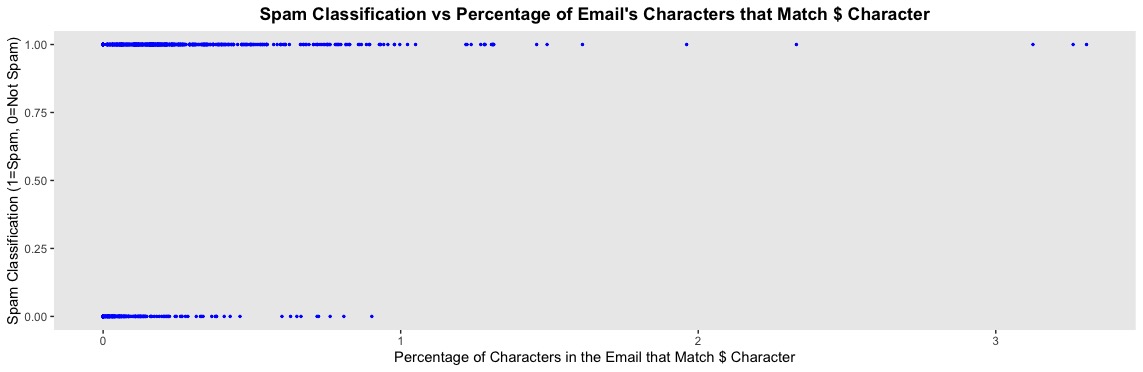 Spam Classification vs Percentage of Email's Characters that Match $ Character
Spam Classification (1=Spam, 0=Not Spam)
1.00
0.75
0.50
0.25
0.00
0 1 2 3
Percentage of Characters in the Email that Match $ Character